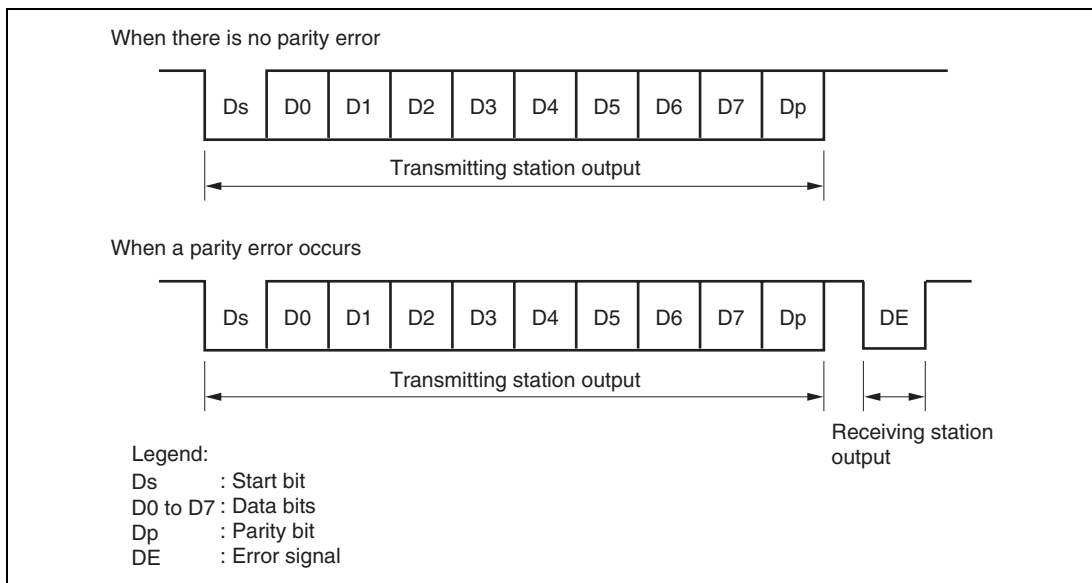 When there is no parity error
Ds D0 D1 D2 D3 D4 D5 D6 D7 Dp
Transmitting station output
When a parity error occurs
Ds D0 D1 D2 D3 D4 D5 D6 D7 Dp DE
Transmitting station output
Receiving station
output
Legend:
Ds : Start bit
D0 to D7 : Data bits
Dp : Parity bit
DE : Error signal